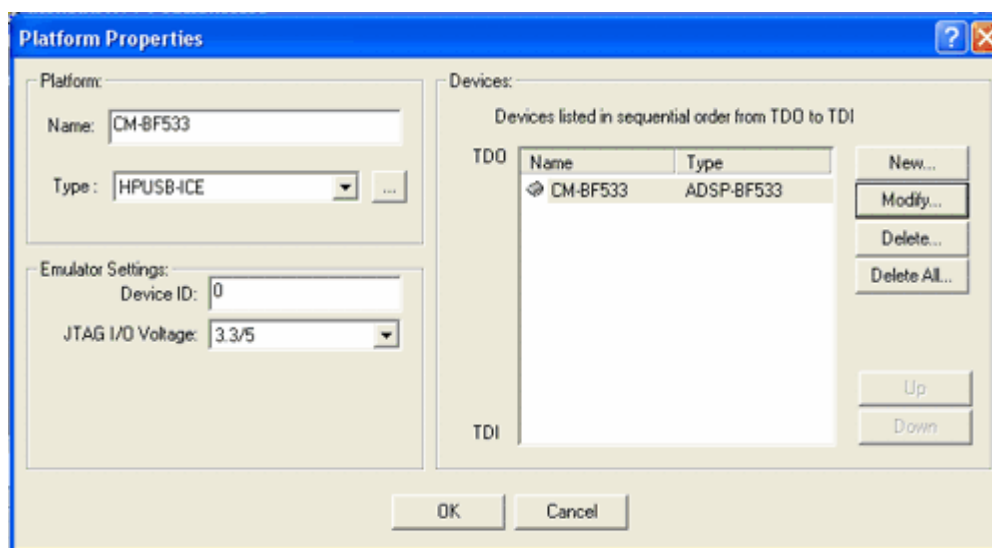 Platform Properties
Platform:
Name: CM-BF533
Type : HPUSB-ICE ...
Emulator Settings:
Device ID: 0
JTAG I/O Voltage: 3.3/5
Devices:
Devices listed in sequential order from TDO to TDI
TDO
Name Type
CM-BF533 ADSP-BF533
TDI
New...
Modify...
Delete...
Delete All...
Up
Down
OK Cancel